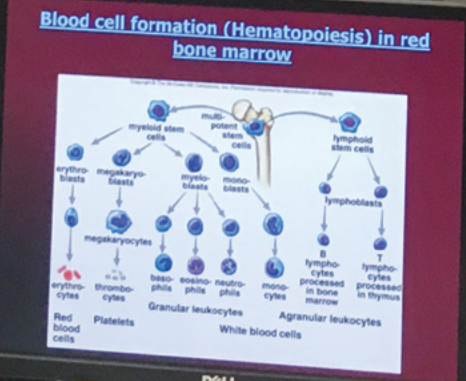 Blood cell formation (Hematopoiesis) in red
bone marrow
multi-
potent
stem
cells
myeloid stem
cells
lymphoid
stem cells
erythro-
blasts
megakaryo-
blasts
myelo-
blasts
mono-
blasts
lymphoblasts
megakaryocytes
erythro-
cytes
thrombo-
cytes
baso-
phils
eosino-
phils
neutro-
phils
mono-
cytes
B
lympho-
cytes
processed
in bone
marrow
T
lympho-
cytes
processed
in thymus
Granular leukocytes
Agranular leukocytes
Red
blood
cells
Platelets
White blood cells
DELL